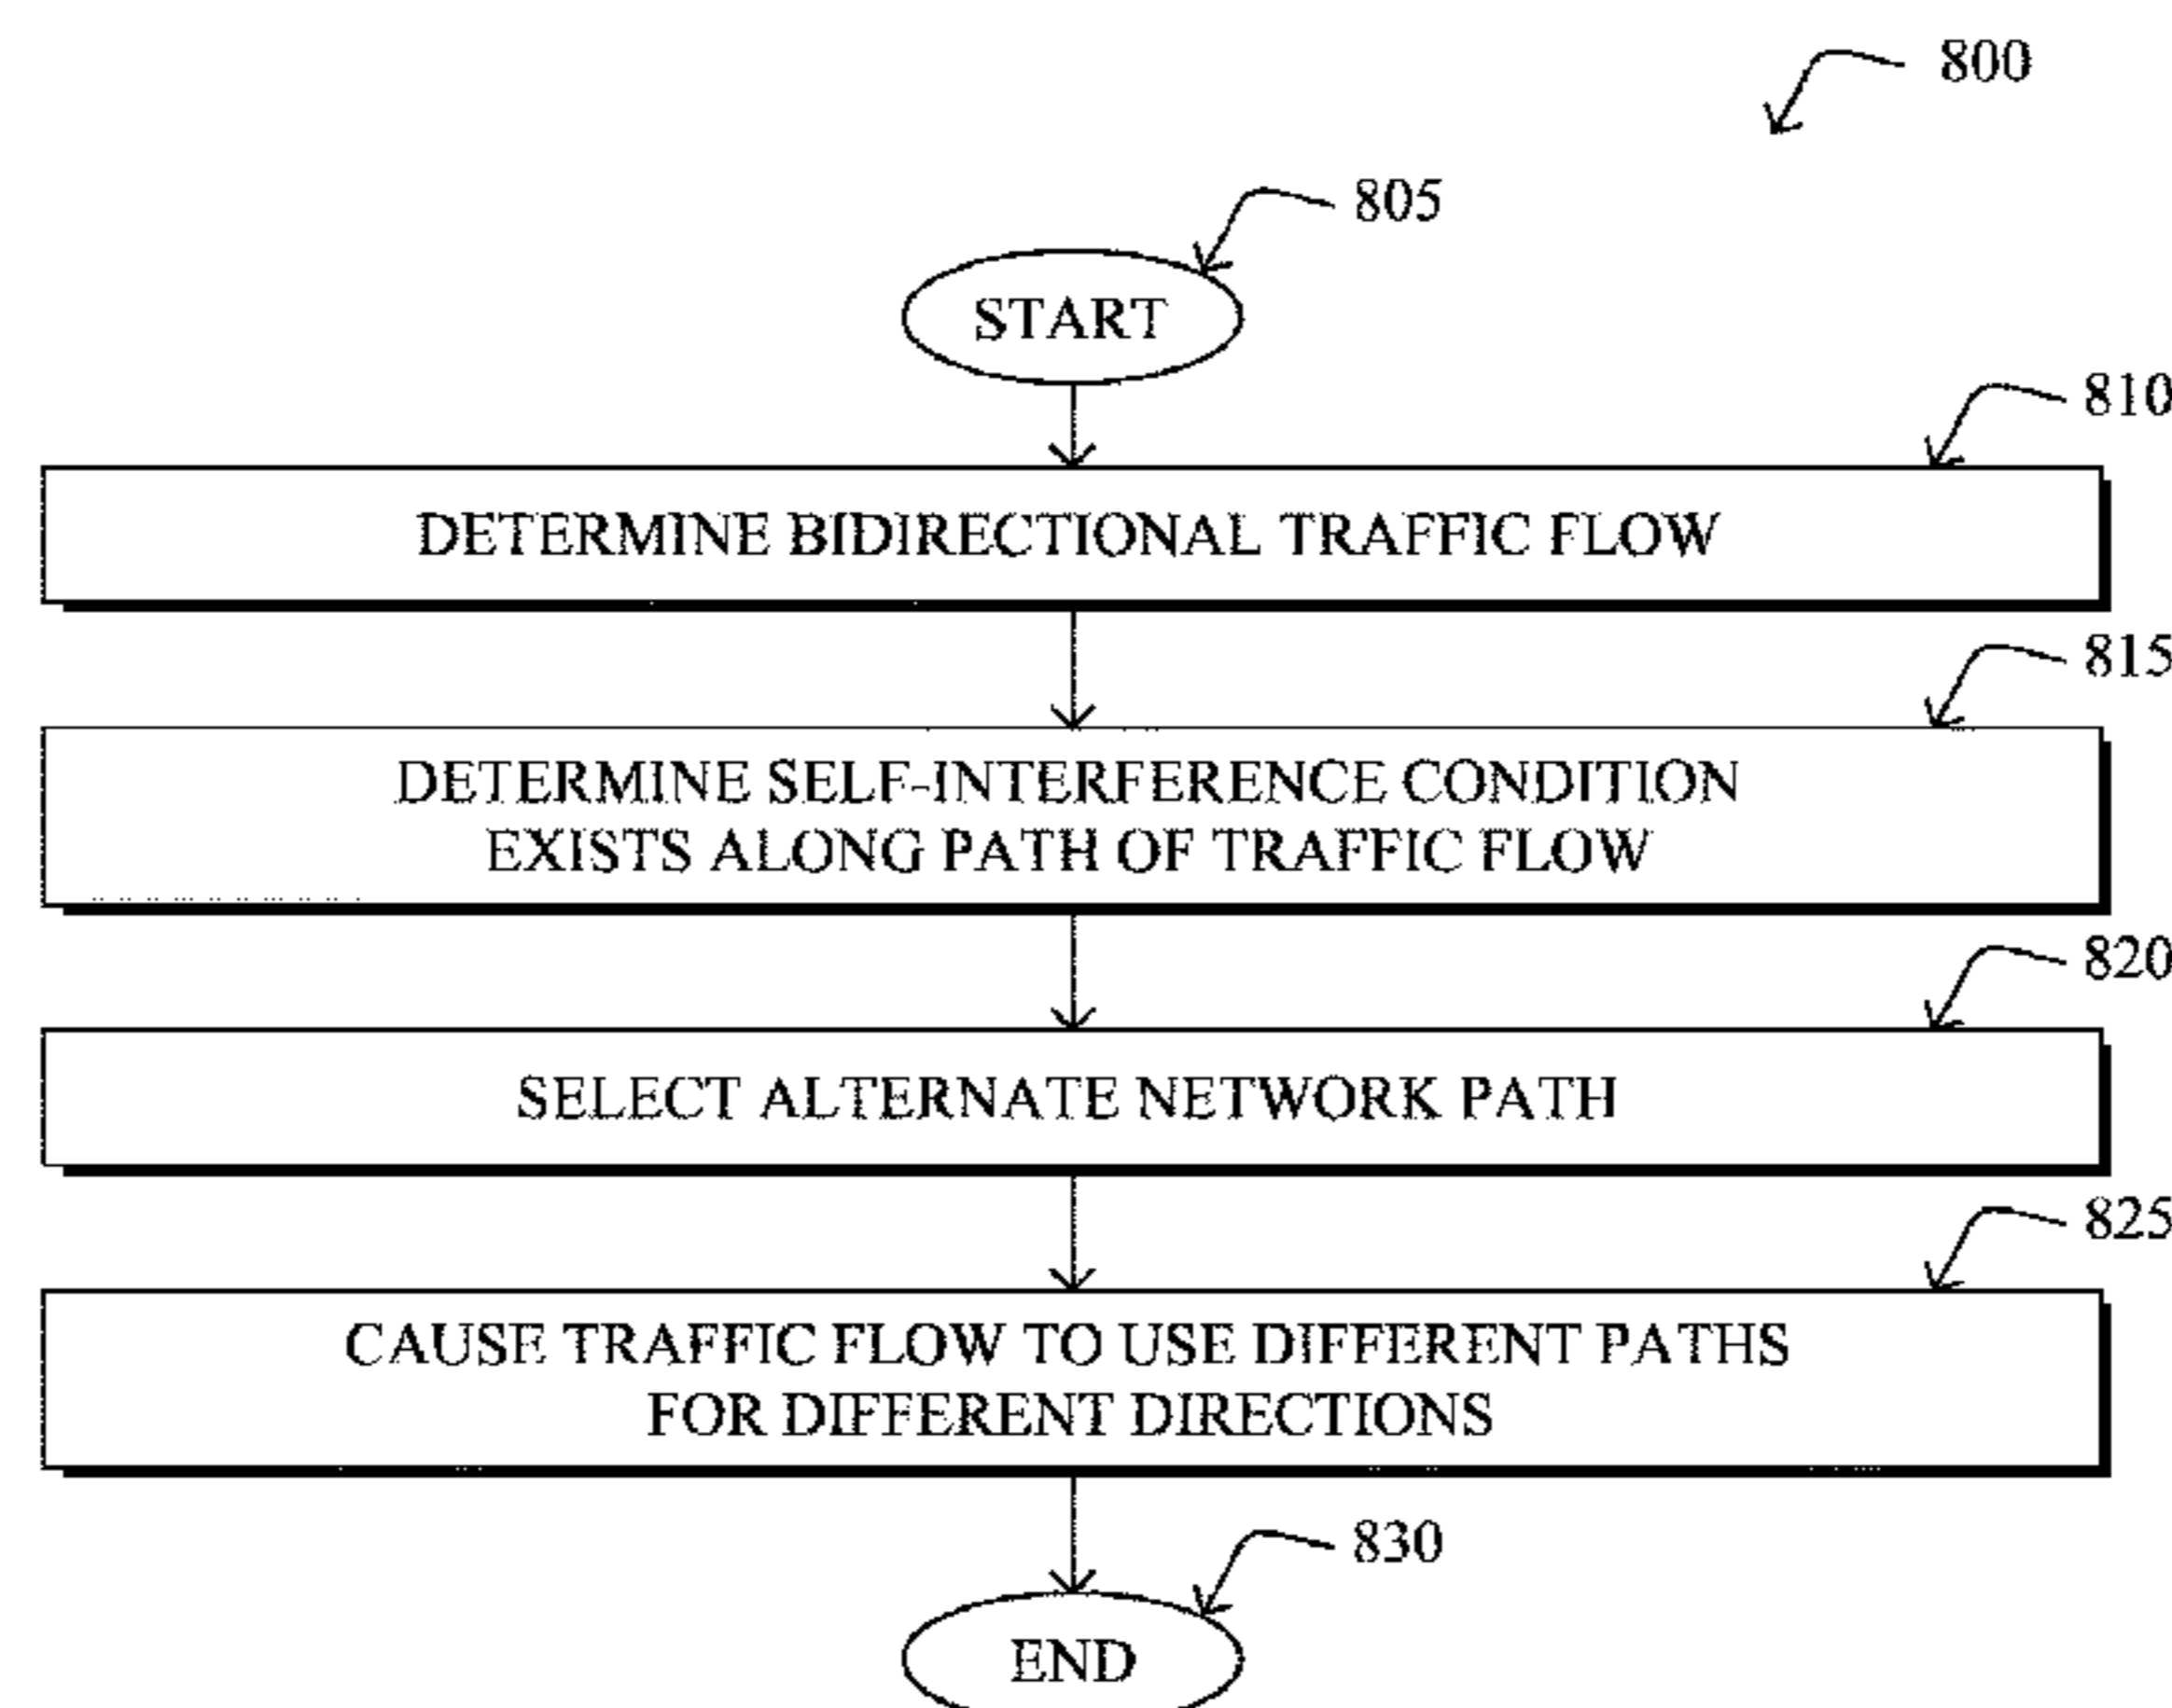 800
805
START
810
DETERMINE BIDIRECTIONAL TRAFFIC FLOW
815
DETERMINE SELF-INTERFERENCE CONDITION
EXISTS ALONG PATH OF TRAFFIC FLOW
820
SELECT ALTERNATE NETWORK PATH
825
CAUSE TRAFFIC FLOW TO USE DIFFERENT PATHS
FOR DIFFERENT DIRECTIONS
830
END